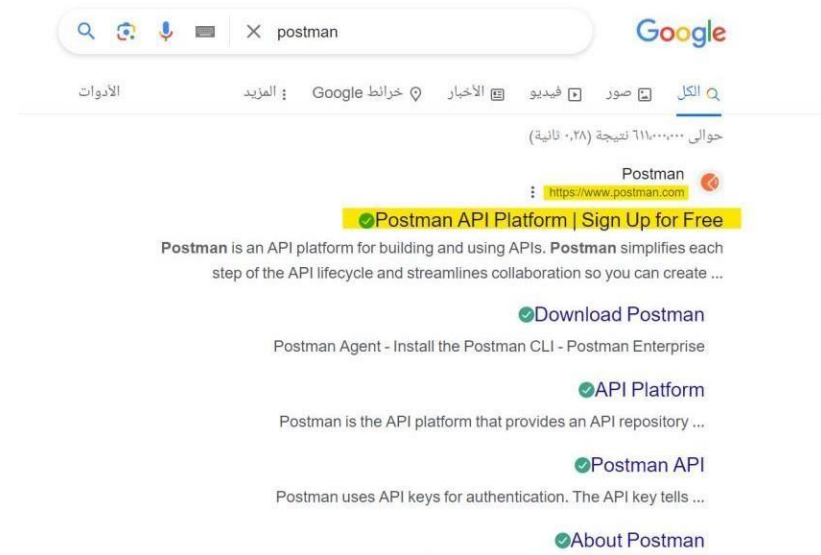 postman
Google
الكل صور فيديو الأخبار خرائط Google المزيد الأدوات
حوالى ٦١١,٠٠٠,٠٠٠ نتيجة (٠,٢٨ ثانية)
Postman
https://www.postman.com
Postman API Platform | Sign Up for Free
Postman is an API platform for building and using APIs. Postman simplifies each
step of the API lifecycle and streamlines collaboration so you can create ...
Download Postman
Postman Agent - Install the Postman CLI - Postman Enterprise
API Platform
Postman is the API platform that provides an API repository ...
Postman API
Postman uses API keys for authentication. The API key tells ...
About Postman